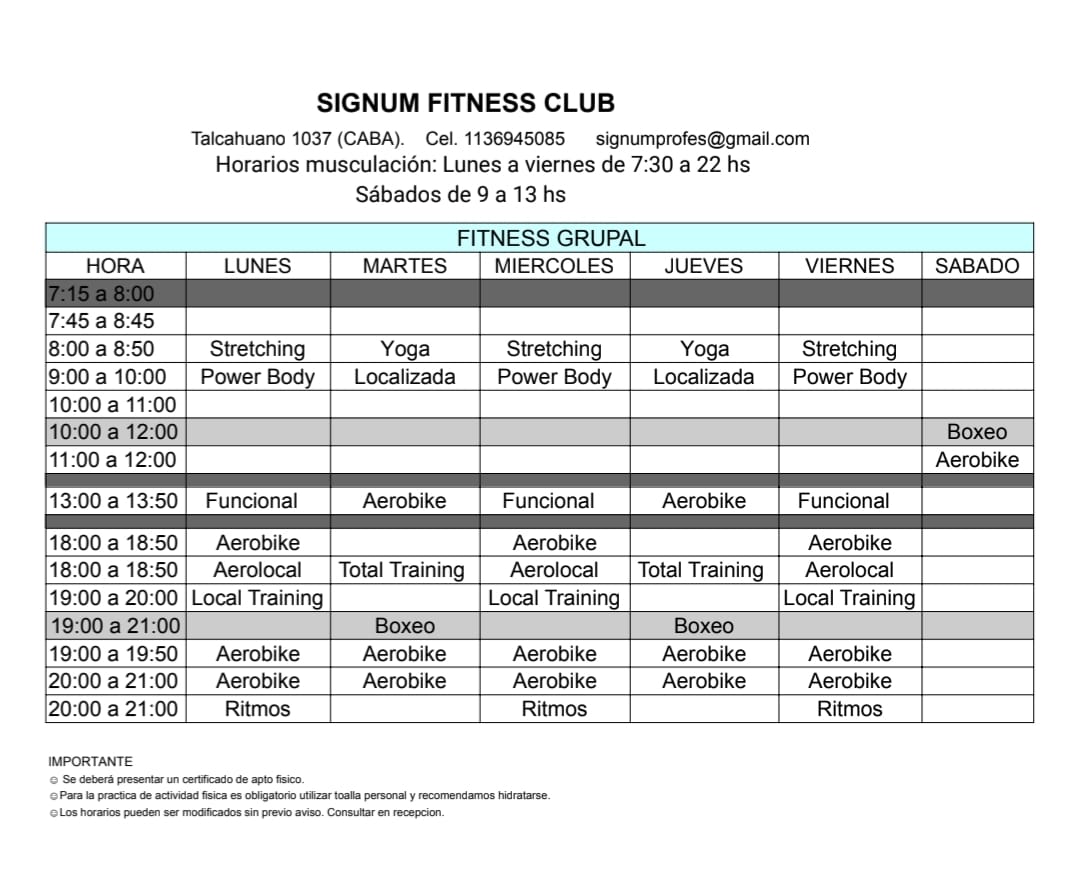 SIGNUM FITNESS CLUB
Talcahuano 1037 (CABA). Cel. 1136945085 signumprofes@gmail.com
Horarios musculación: Lunes a viernes de 7:30 a 22 hs
Sábados de 9 a 13 hs
FITNESS GRUPAL
HORA LUNES MARTES MIERCOLES JUEVES VIERNES SABADO
7:15 a 8:00
7:45 a 8:45
8:00 a 8:50 Stretching Yoga Stretching Yoga Stretching
9:00 a 10:00 Power Body Localizada Power Body Localizada Power Body
10:00 a 11:00
10:00 a 12:00 Boxeo
11:00 a 12:00 Aerobike
13:00 a 13:50 Funcional Aerobike Funcional Aerobike Funcional
18:00 a 18:50 Aerobike Aerobike Aerobike
18:00 a 18:50 Aerolocal Total Training Aerolocal Total Training Aerolocal
19:00 a 20:00 Local Training Local Training Local Training
19:00 a 21:00 Boxeo Boxeo
19:00 a 19:50 Aerobike Aerobike Aerobike Aerobike Aerobike
20:00 a 21:00 Aerobike Aerobike Aerobike Aerobike Aerobike
20:00 a 21:00 Ritmos Ritmos Ritmos
IMPORTANTE
☺ Se deberá presentar un certificado de apto fisico.
☺Para la practica de actividad fisica es obligatorio utilizar toalla personal y recomendamos hidratarse.
☺Los horarios pueden ser modificados sin previo aviso. Consultar en recepcion.